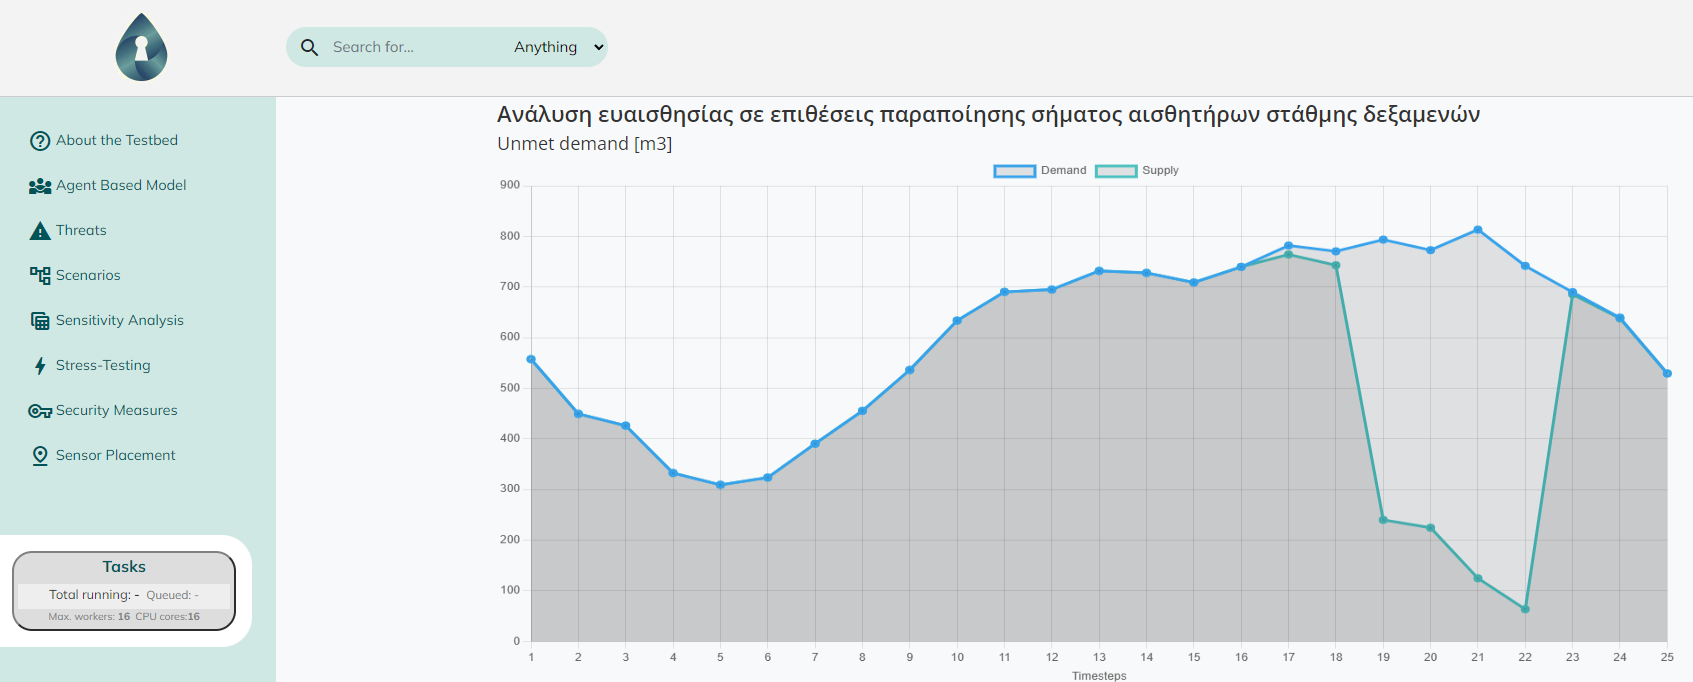 Search for...
Anything
About the Testbed
Agent Based Model
Threats
Scenarios
Sensitivity Analysis
Stress-Testing
Security Measures
Sensor Placement
Tasks
Total running: - Queued: -
Max. workers: 16 CPU cores:16
Ανάλυση ευαισθησίας σε επιθέσεις παραποίησης σήματος αισθητήρων στάθμης δεξαμενών
Unmet demand [m3]
Demand Supply
900
800
700
600
500
400
300
200
100
0
1 2 3 4 5 6 7 8 9 10 11 12 13 14 15 16 17 18 19 20 21 22 23 24 25
Timesteps